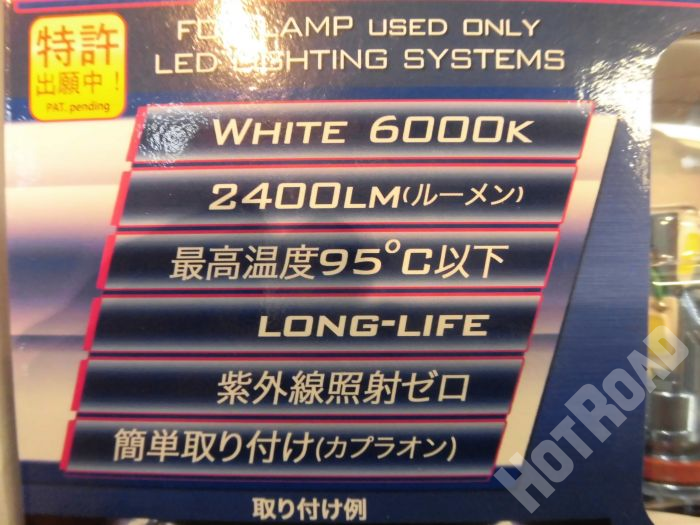 特許
出願中！
PAT. pending
FOG LAMP USED ONLY
LED LIGHTING SYSTEMS
WHITE 6000K
2400LM(ルーメン)
最高温度95℃以下
LONG-LIFE
紫外線照射ゼロ
簡単取り付け(カプラオン)
取り付け例
HOTROAD